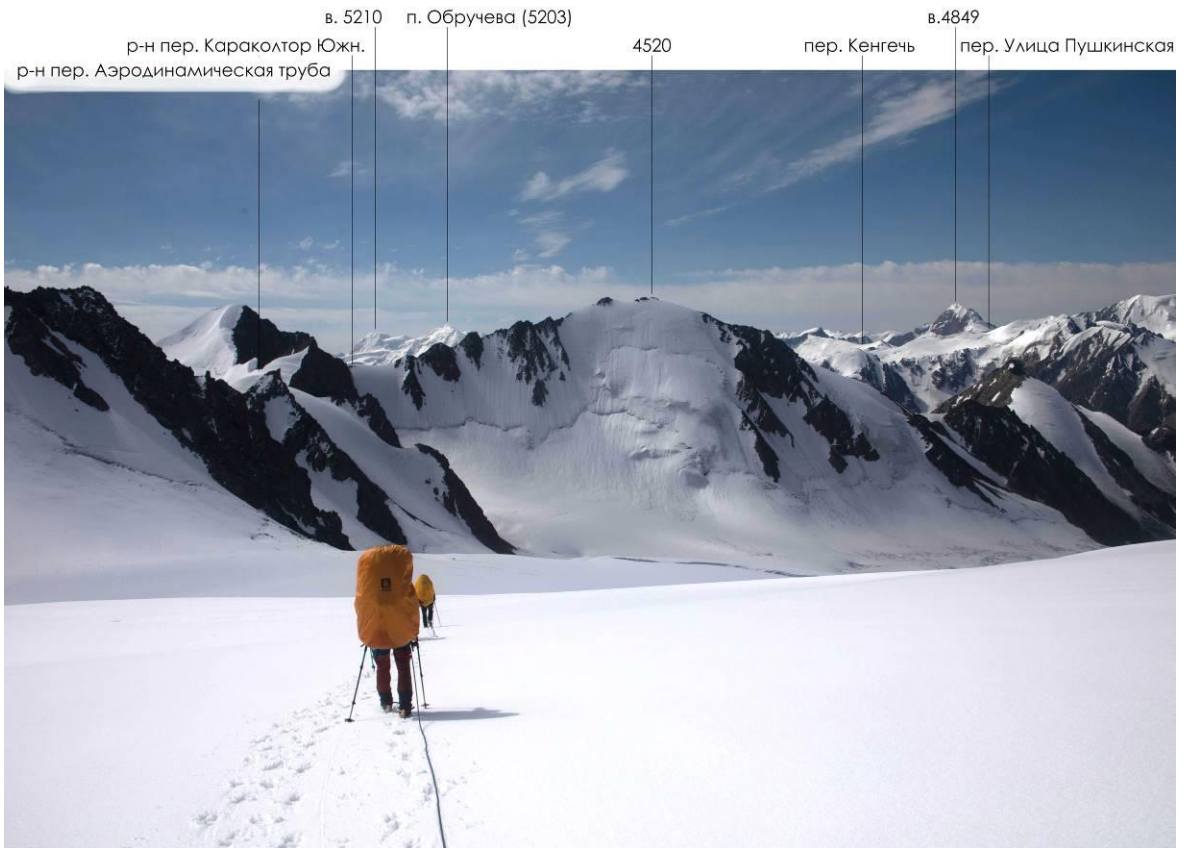 в. 5210 п. Обручева (5203) в.4849
р-н пер. Караколтор Южн. 4520 пер. Кенгечь пер. Улица Пушкинская
р-н пер. Аэродинамическая труба